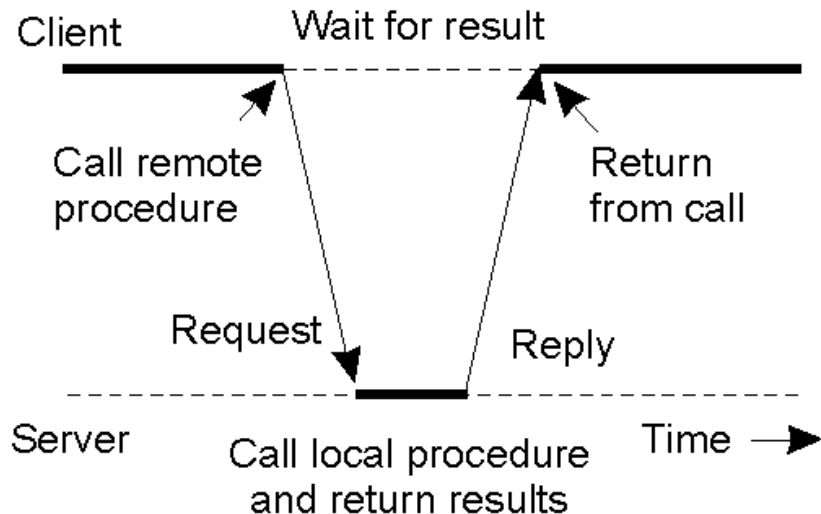 Client
Wait for result
Call remote
procedure
Return
from call
Request
Reply
Server
Call local procedure
and return results
Time